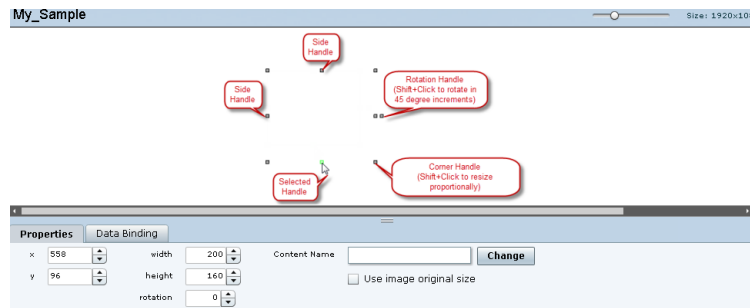 My_Sample
Size: 1920x10
Side
Handle
Side
Handle
Rotation Handle
(Shift+Click to rotate in
45 degree increments)
Selected
Handle
Corner Handle
(Shift+Click to resize
proportionally)
Properties
Data Binding
x 558 width 200 Content Name Change
y 96 height 160 Use image original size
rotation 0